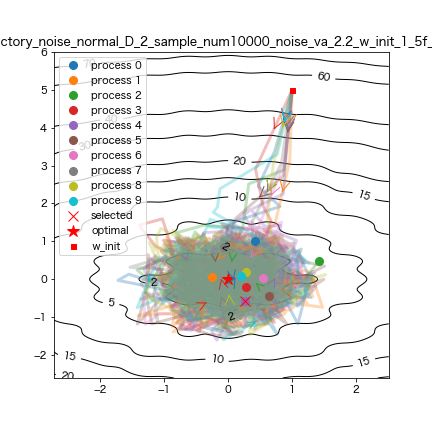 ctory_noise_normal_D_2_sample_num10000_noise_va_2.2_w_init_1_5f_
6
5
4
3
2
1
0
−1
−2
−2
−1
0
1
2
process 0
process 1
process 2
process 3
process 4
process 5
process 6
process 7
process 8
process 9
selected
optimal
w_init
60
20
15
10
2
2
5
2
15
10
15
20